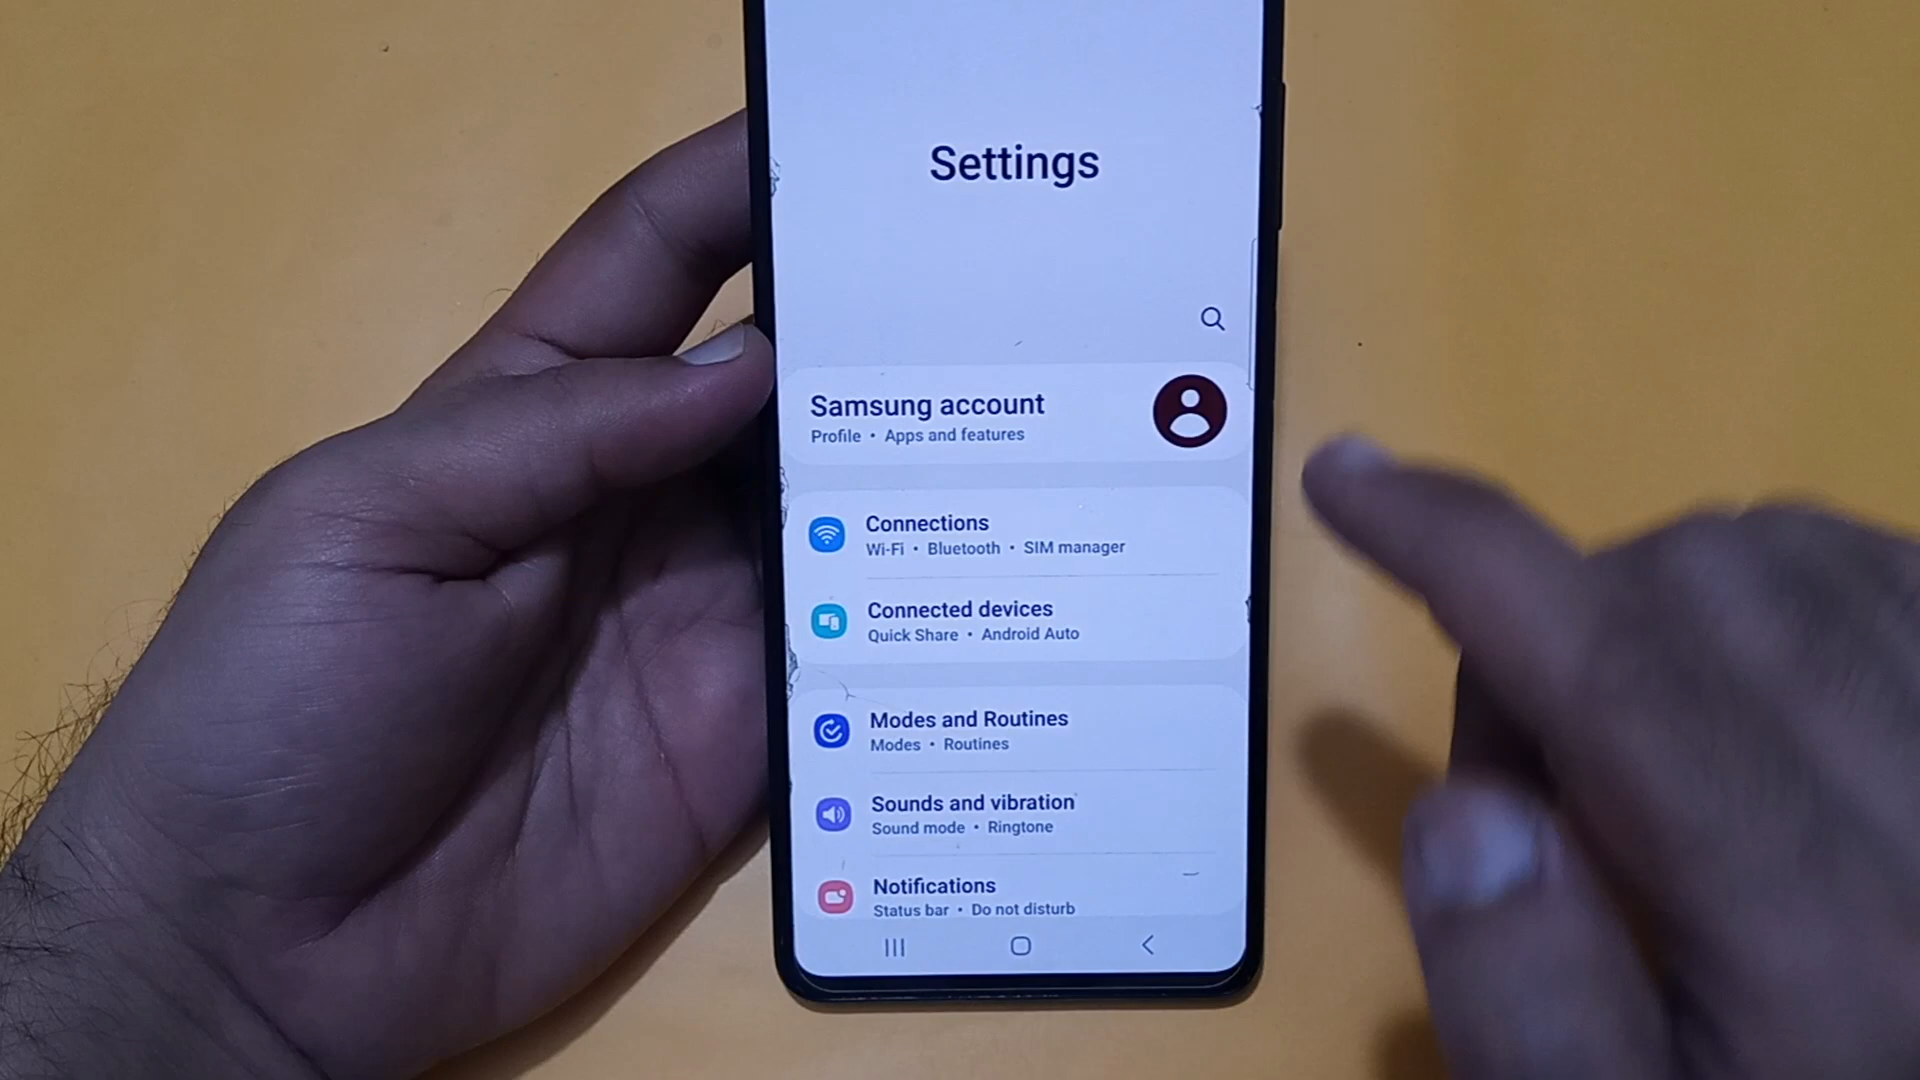 Settings
Samsung account
Profile • Apps and features
Connections
Wi-Fi • Bluetooth • SIM manager
Connected devices
Quick Share • Android Auto
Modes and Routines
Modes • Routines
Sounds and vibration
Sound mode • Ringtone
Notifications
Status bar • Do not disturb